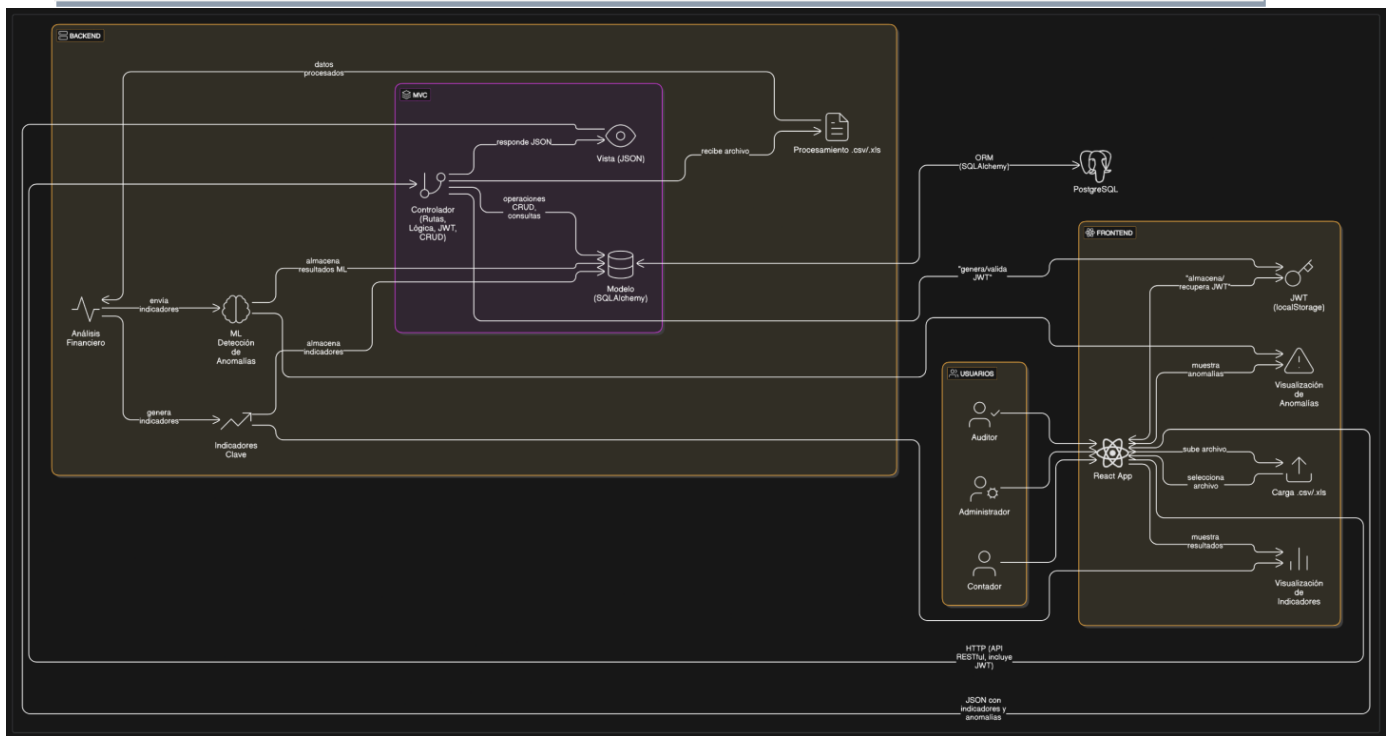 BACKEND
datos
procesados
MVC
responde JSON
Vista (JSON)
recibe archivo
Procesamiento .csv/.xls
ORM
(SQLAlchemy)
PostgreSQL
Controlador
(Rutas,
Lógica, JWT,
CRUD)
operaciones
CRUD,
consultas
Modelo
(SQLAlchemy)
almacena
resultados ML
envía
indicadores
Análisis
Financiero
ML
Detección
de
Anomalías
almacena
indicadores
genera
indicadores
Indicadores
Clave
FRONTEND
"genera/valida
JWT"
"almacena/
recupera JWT"
JWT
(localStorage)
muestra
anomalías
Visualización
de
Anomalías
USUARIOS
Auditor
Administrador
Contador
React App
sube archivo
selecciona
archivo
Carga .csv/.xls
muestra
resultados
Visualización
de
Indicadores
HTTP (API
RESTful, incluye
JWT)
JSON con
indicadores y
anomalías